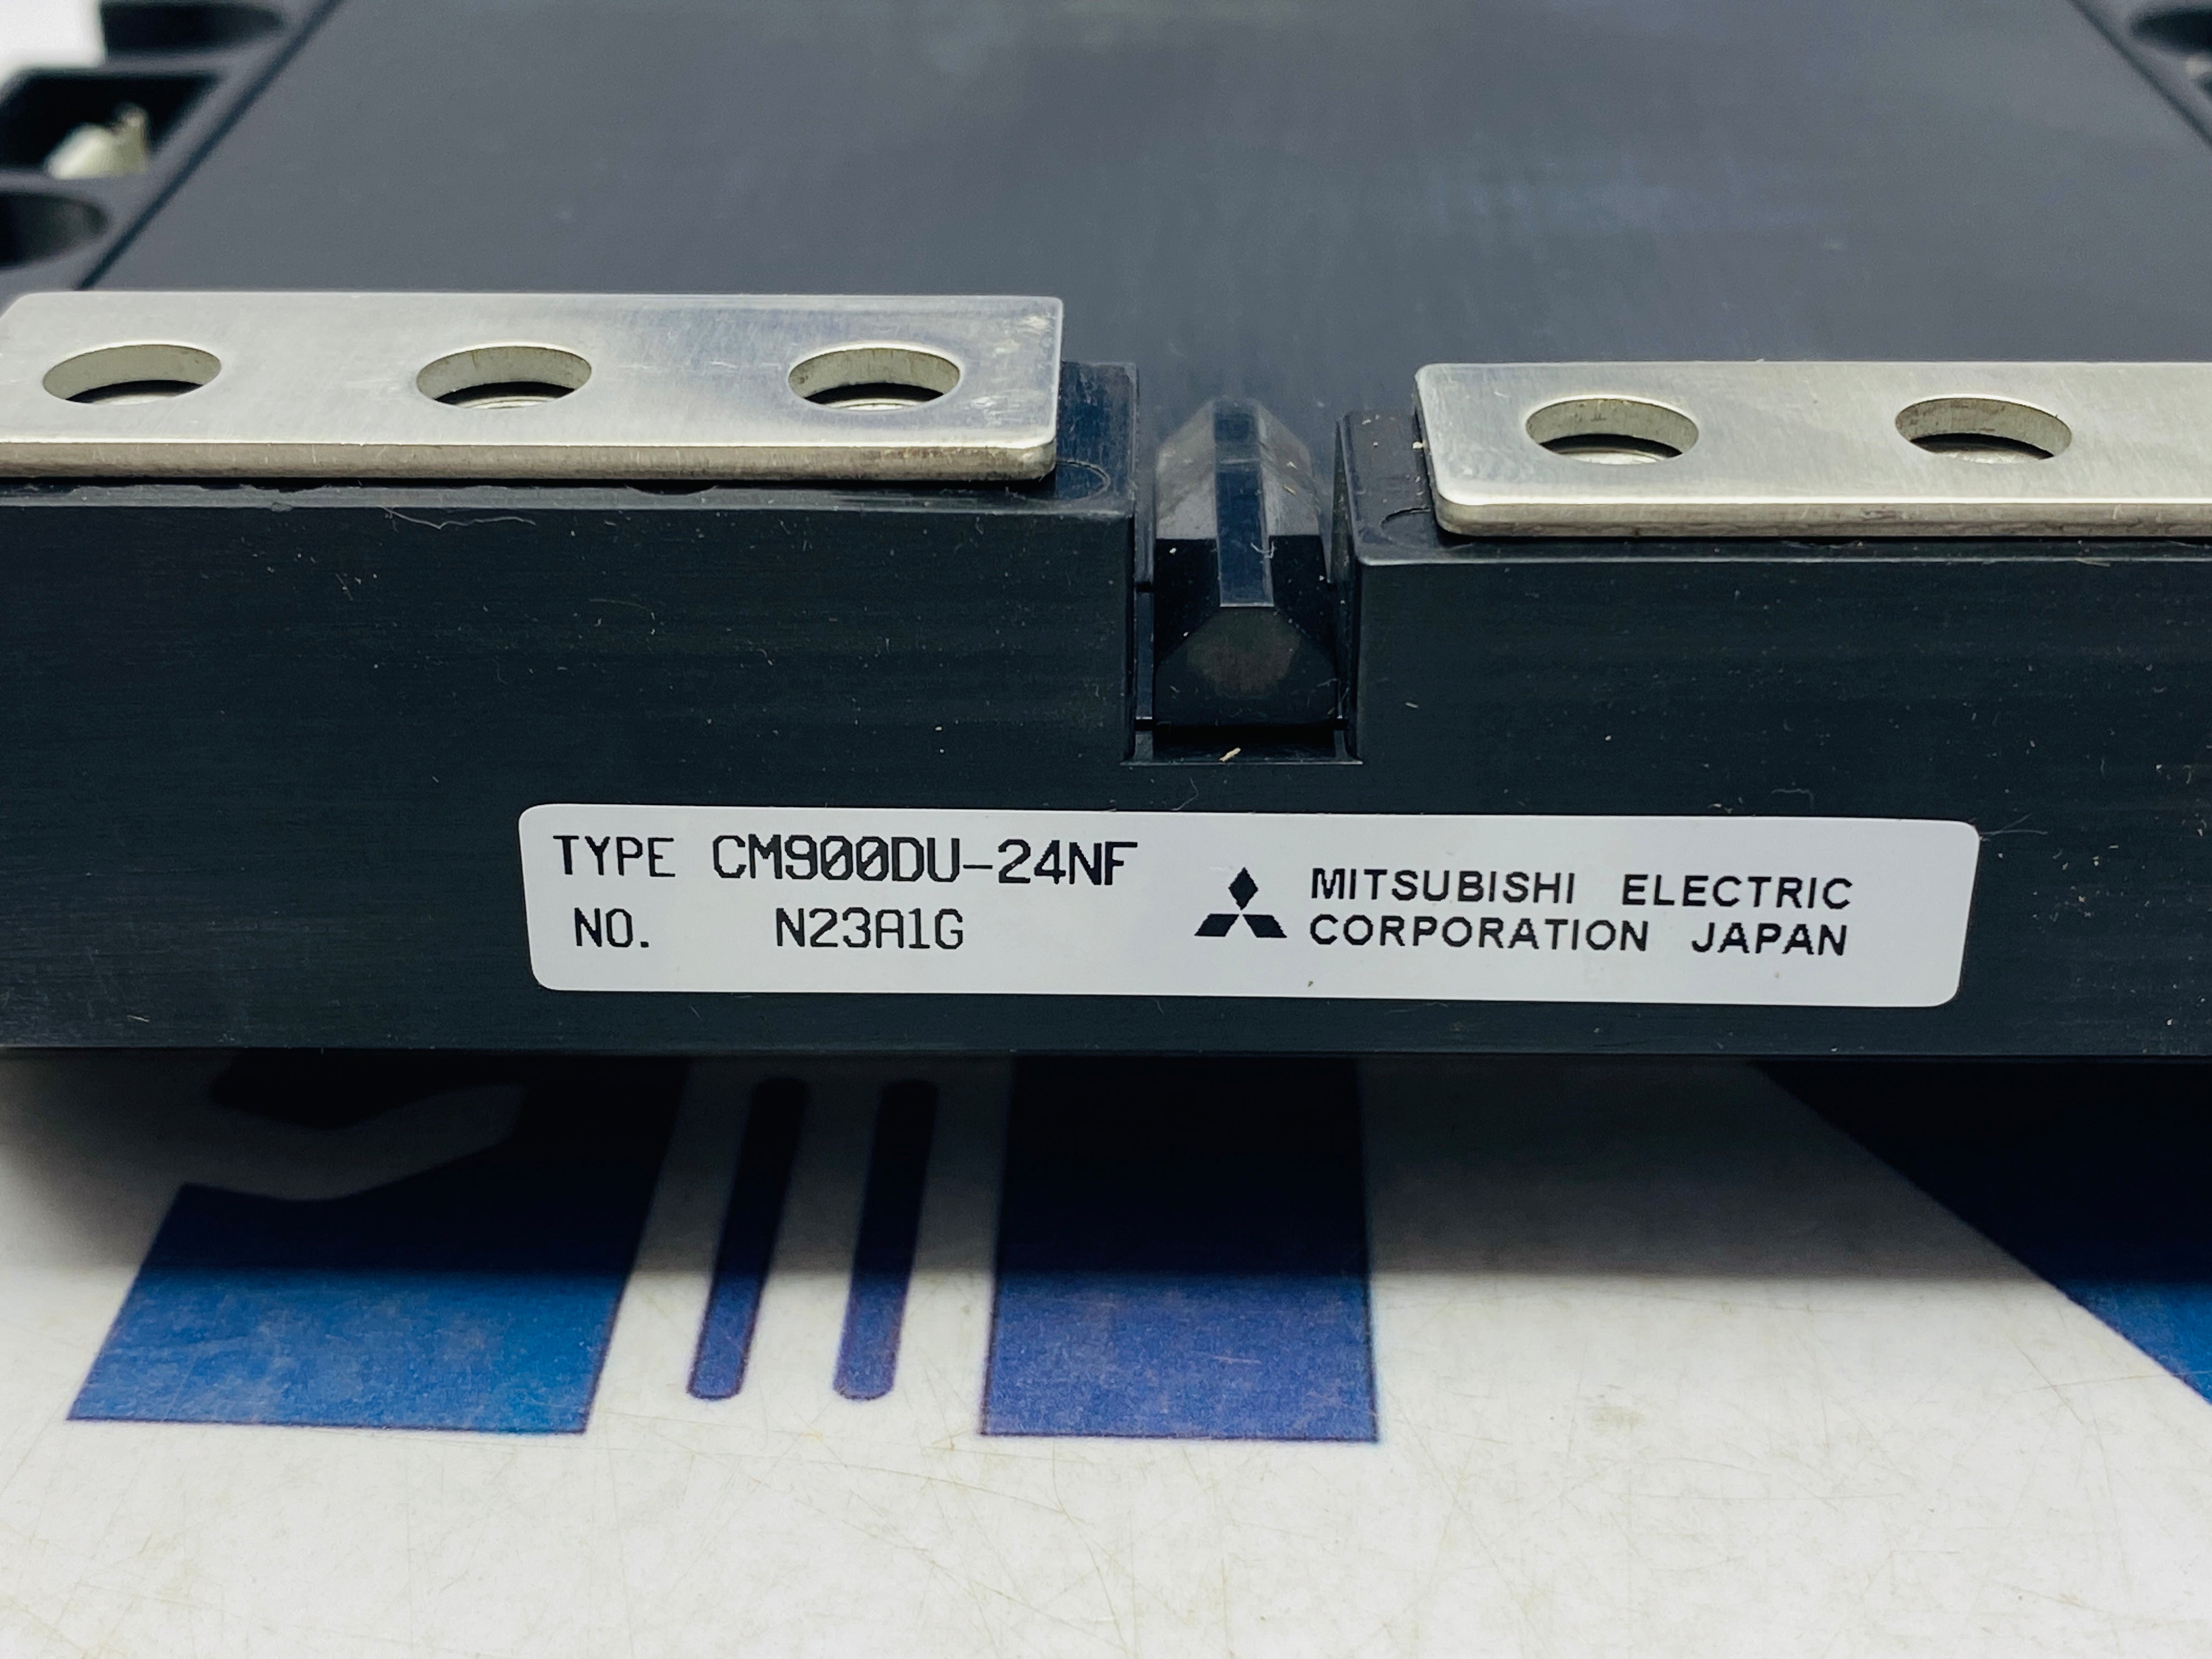 TYPE CM900DU-24NF
NO. N23A1G
MITSUBISHI ELECTRIC
CORPORATION JAPAN